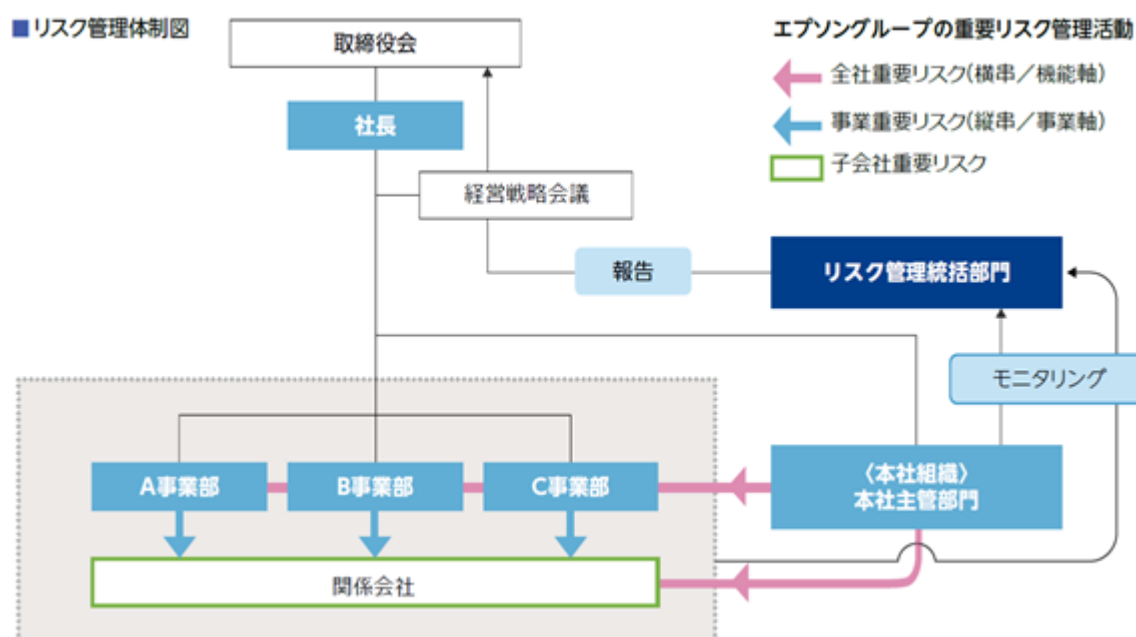 ■リスク管理体制図
取締役会
社長
経営戦略会議
報告
エプソングループの重要リスク管理活動
全社重要リスク(横串／機能軸)
事業重要リスク(縦串／事業軸)
子会社重要リスク
リスク管理統括部門
モニタリング
A事業部
B事業部
C事業部
〈本社組織〉
本社主管部門
関係会社